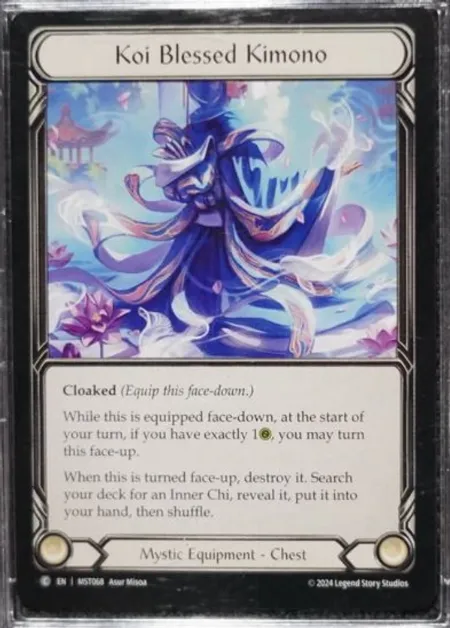 Koi Blessed Kimono
Cloaked (Equip this face-down.)
While this is equipped face-down, at the start of
your turn, if you have exactly 1, you may turn
this face-up.
When this is turned face-up, destroy it. Search
your deck for an Inner Chi, reveal it, put it into
your hand, then shuffle.
Mystic Equipment - Chest
C EN | MST068 Asur Misoa
© 2024 Legend Story Studios